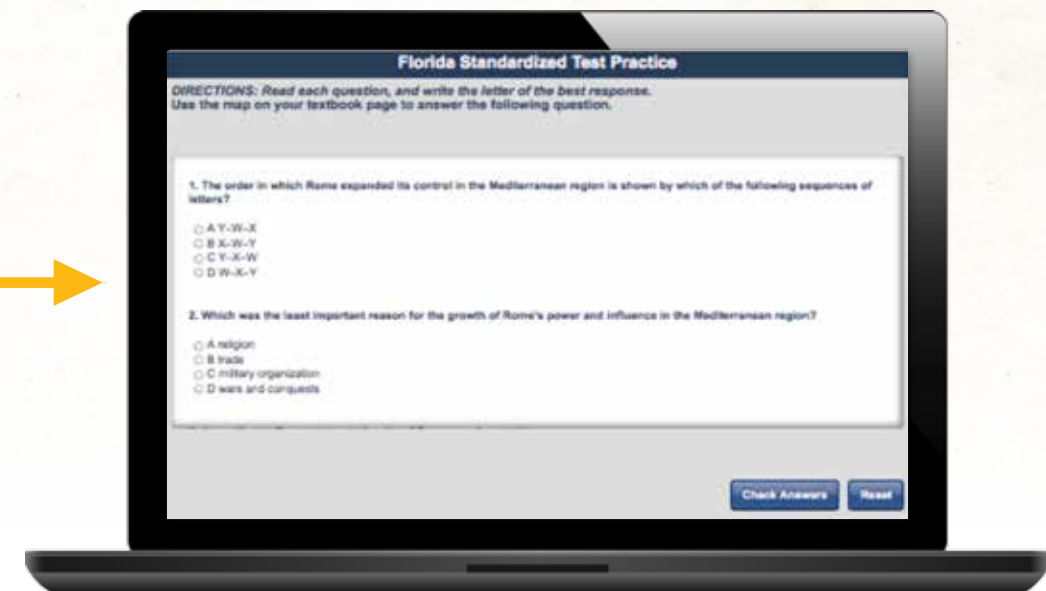 Florida Standardized Test Practice
DIRECTIONS: Read each question, and write the letter of the best response.
Use the map on your textbook page to answer the following question.
1. The order in which Rome expanded its control in the Mediterranean region is shown by which of the following sequences of
letters?
A Y-W-X
B X-W-Y
C Y-X-W
D W-X-Y
2. Which was the least important reason for the growth of Rome's power and influence in the Mediterranean region?
A religion
B trade
C military organization
D wars and conquests
Check Answers
Reset